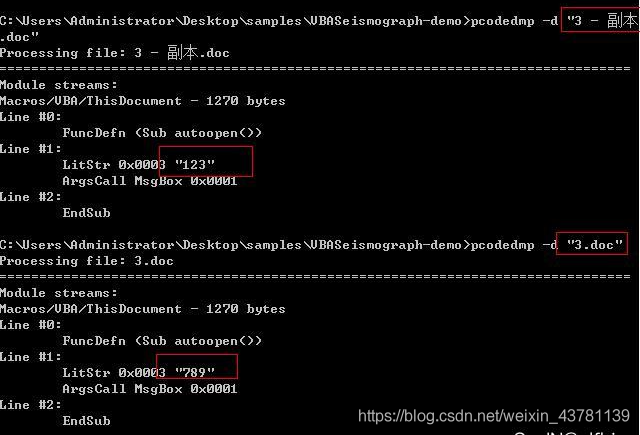 C:\Users\Administrator\Desktop\samples\VBASeismograph-demo>pcodedmp -d "3 - 副本
.doc"
Processing file: 3 - 副本.doc
===============================================================================
Module streams:
Macros/VBA/ThisDocument - 1270 bytes
Line #0:
FuncDefn (Sub autoopen())
Line #1:
LitStr 0x0003 "123"
ArgsCall MsgBox 0x0001
Line #2:
EndSub
C:\Users\Administrator\Desktop\samples\VBASeismograph-demo>pcodedmp -d "3.doc"
Processing file: 3.doc
===============================================================================
Module streams:
Macros/VBA/ThisDocument - 1270 bytes
Line #0:
FuncDefn (Sub autoopen())
Line #1:
LitStr 0x0003 "789"
ArgsCall MsgBox 0x0001
Line #2:
EndSub
https://blog.csdn.net/weixin_43781139